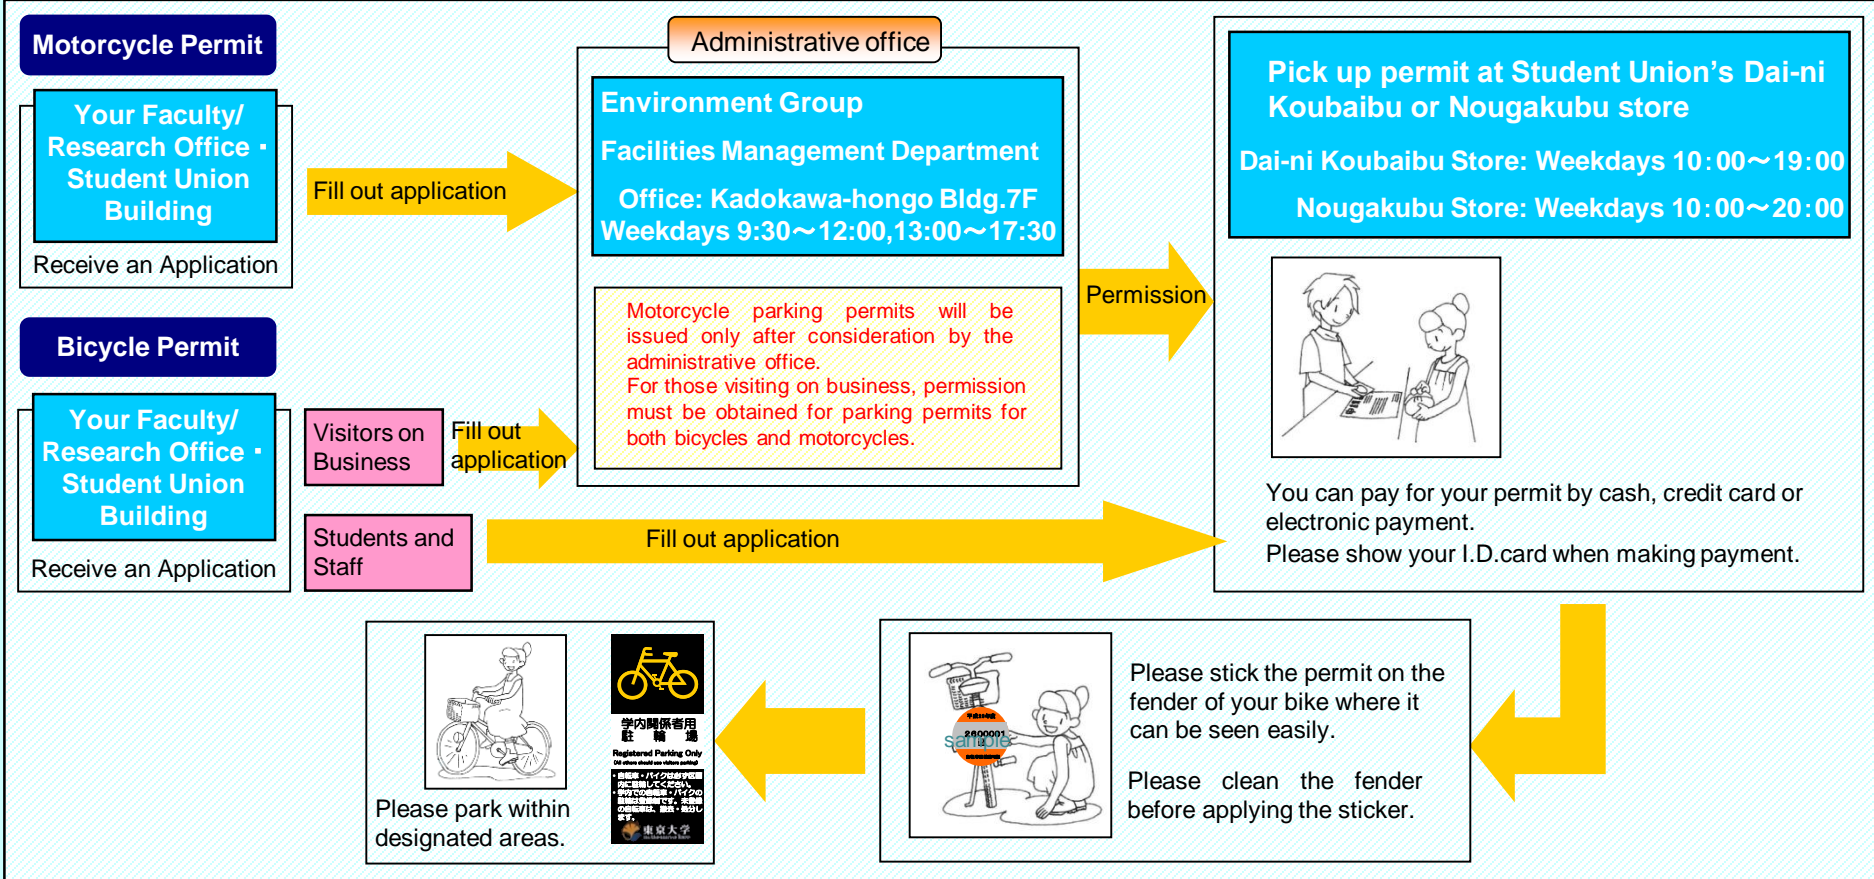 Motorcycle Permit
Your Faculty/
Research Office・
Student Union
Building
Receive an Application
Fill out application
Administrative office
Environment Group
Facilities Management Department
Office: Kadokawa-hongo Bldg.7F
Weekdays 9:30～12:00,13:00～17:30
Motorcycle parking permits will be
issued only after consideration by the
administrative office.
For those visiting on business, permission
must be obtained for parking permits for
both bicycles and motorcycles.
Permission
Pick up permit at Student Union’s Dai-ni
Koubaibu or Nougakubu store
Dai-ni Koubaibu Store: Weekdays 10：00～19：00
Nougakubu Store: Weekdays 10：00～20：00
You can pay for your permit by cash, credit card or
electronic payment.
Please show your I.D.card when making payment.
Bicycle Permit
Your Faculty/
Research Office・
Student Union
Building
Receive an Application
Visitors on
Business
Fill out
application
Students and
Staff
Fill out application
Please stick the permit on the
fender of your bike where it
can be seen easily.
Please clean the fender
before applying the sticker.
2600001
sample
Please park within
designated areas.
学内関係者用
駐輪場
Registered Parking Only
(All others should use visitors parking)
東京大学